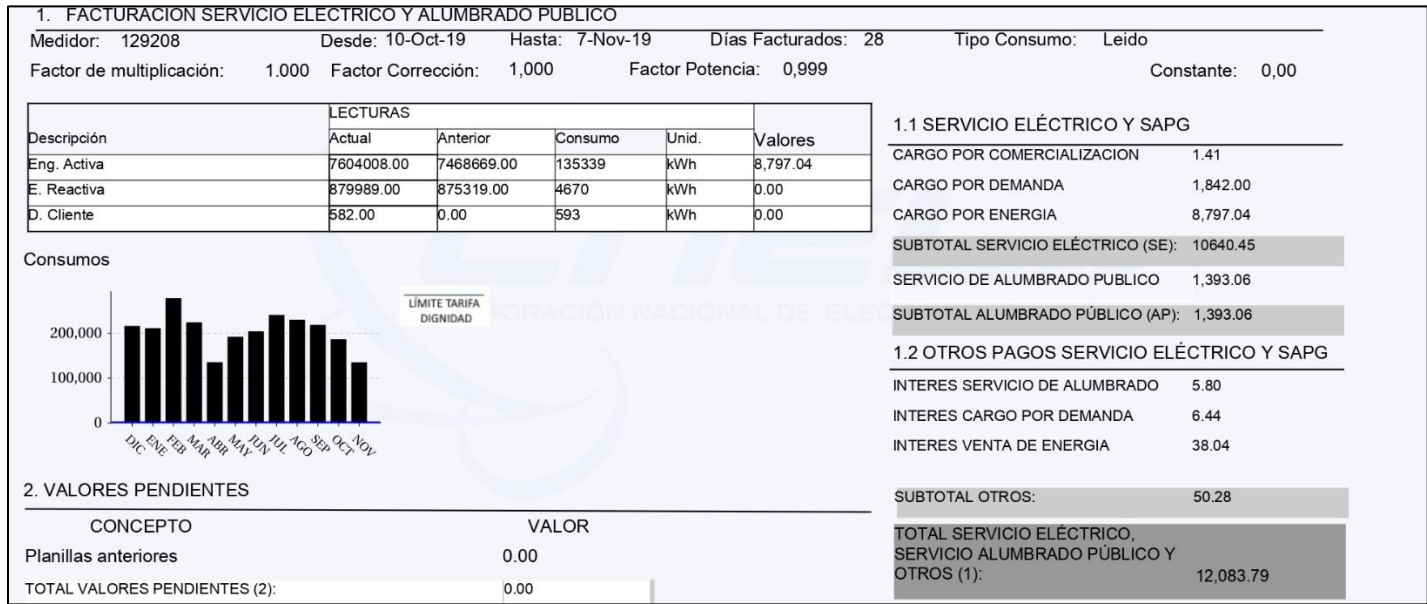 1. FACTURACION SERVICIO ELECTRICO Y ALUMBRADO PUBLICO
Medidor: 129208 Desde: 10-Oct-19 Hasta: 7-Nov-19 Días Facturados: 28 Tipo Consumo: Leido
Factor de multiplicación: 1.000 Factor Corrección: 1,000 Factor Potencia: 0,999 Constante: 0,00
LECTURAS
Descripción Actual Anterior Consumo Unid. Valores
Eng. Activa 7604008.00 7468669.00 135339 kWh 8,797.04
E. Reactiva 879989.00 875319.00 4670 kWh 0.00
D. Cliente 582.00 0.00 593 kWh 0.00
Consumos
LÍMITE TARIFA
DIGNIDAD
200,000
100,000
0
DIC ENE FEB MAR ABR MAY JUN JUL AGO SEP OCT NOV
2. VALORES PENDIENTES
CONCEPTO VALOR
Planillas anteriores 0.00
TOTAL VALORES PENDIENTES (2): 0.00
1.1 SERVICIO ELÉCTRICO Y SAPG
CARGO POR COMERCIALIZACION 1.41
CARGO POR DEMANDA 1,842.00
CARGO POR ENERGIA 8,797.04
SUBTOTAL SERVICIO ELÉCTRICO (SE): 10640.45
SERVICIO DE ALUMBRADO PUBLICO 1,393.06
SUBTOTAL ALUMBRADO PÚBLICO (AP): 1,393.06
1.2 OTROS PAGOS SERVICIO ELÉCTRICO Y SAPG
INTERES SERVICIO DE ALUMBRADO 5.80
INTERES CARGO POR DEMANDA 6.44
INTERES VENTA DE ENERGIA 38.04
SUBTOTAL OTROS: 50.28
TOTAL SERVICIO ELÉCTRICO,
SERVICIO ALUMBRADO PÚBLICO Y
OTROS (1): 12,083.79